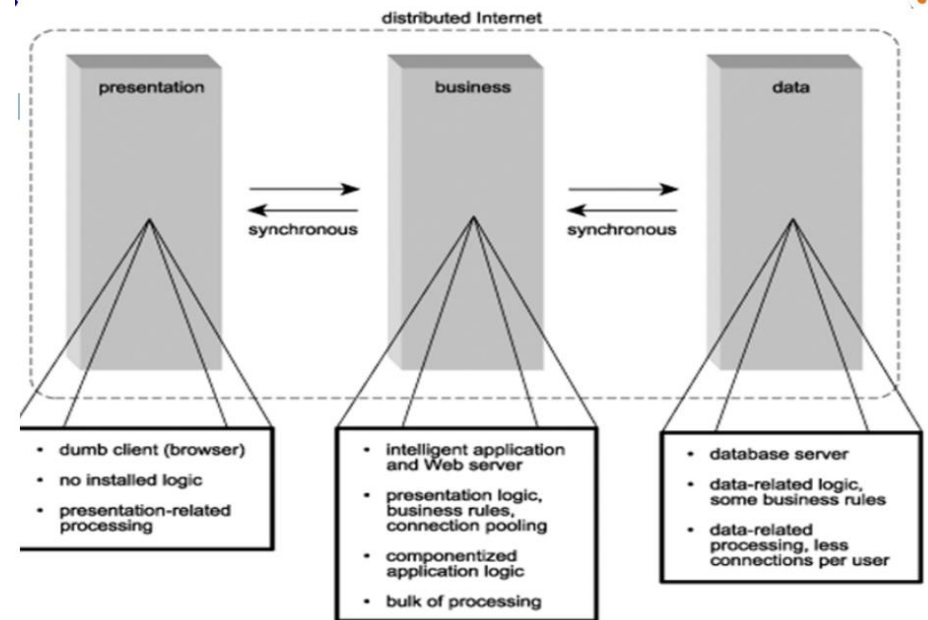 distributed Internet
presentation
business
data
synchronous
synchronous
• dumb client (browser)
• no installed logic
• presentation-related
processing
• intelligent application
and Web server
• presentation logic,
business rules,
connection pooling
• componentized
application logic
• bulk of processing
• database server
• data-related logic,
some business rules
• data-related
processing, less
connections per user